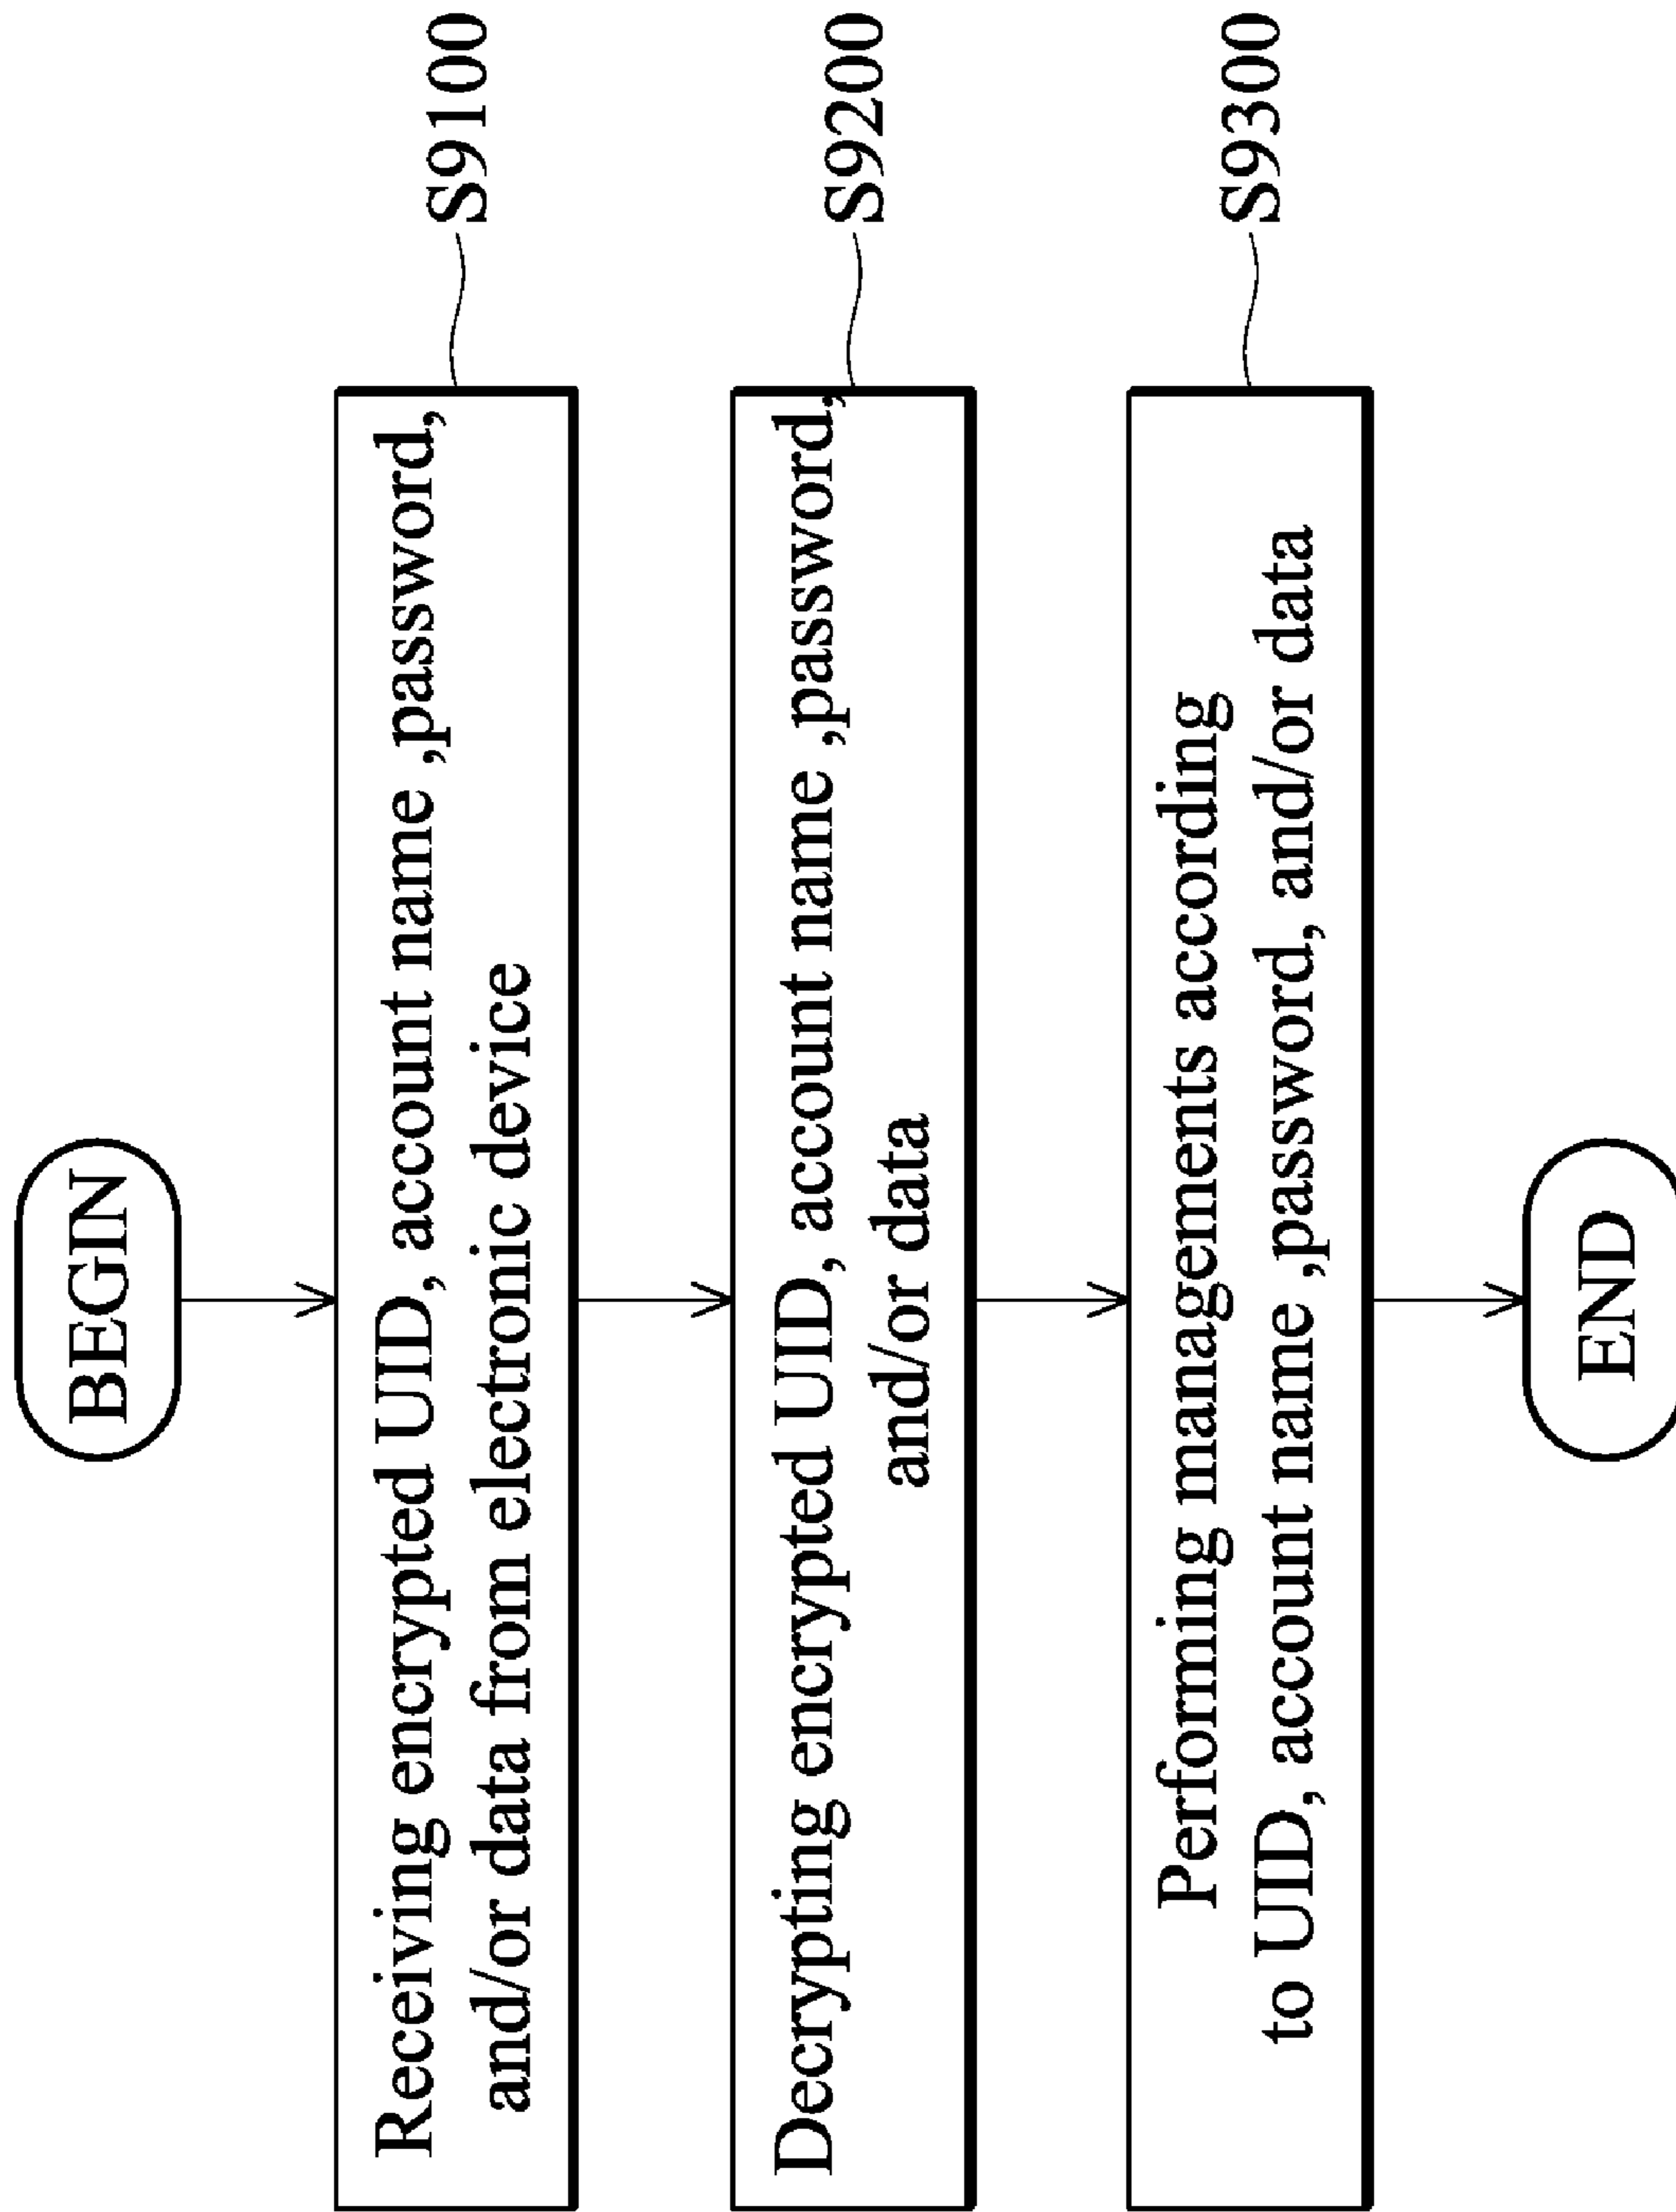 BEGIN
Receiving encrypted UID, account name ,password,
and/or data from electronic device
S9100
Decrypting encrypted UID, account name ,password,
and/or data
S9200
Performing managements according
to UID, account name ,password, and/or data
S9300
END